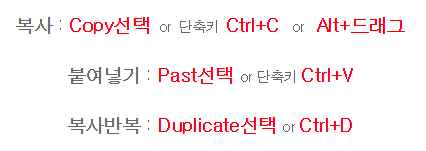 복사 : Copy선택 or 단축키 Ctrl+C or Alt+드래그
붙여넣기 : Past선택 or 단축키 Ctrl+V
복사반복 : Duplicate선택 or Ctrl+D